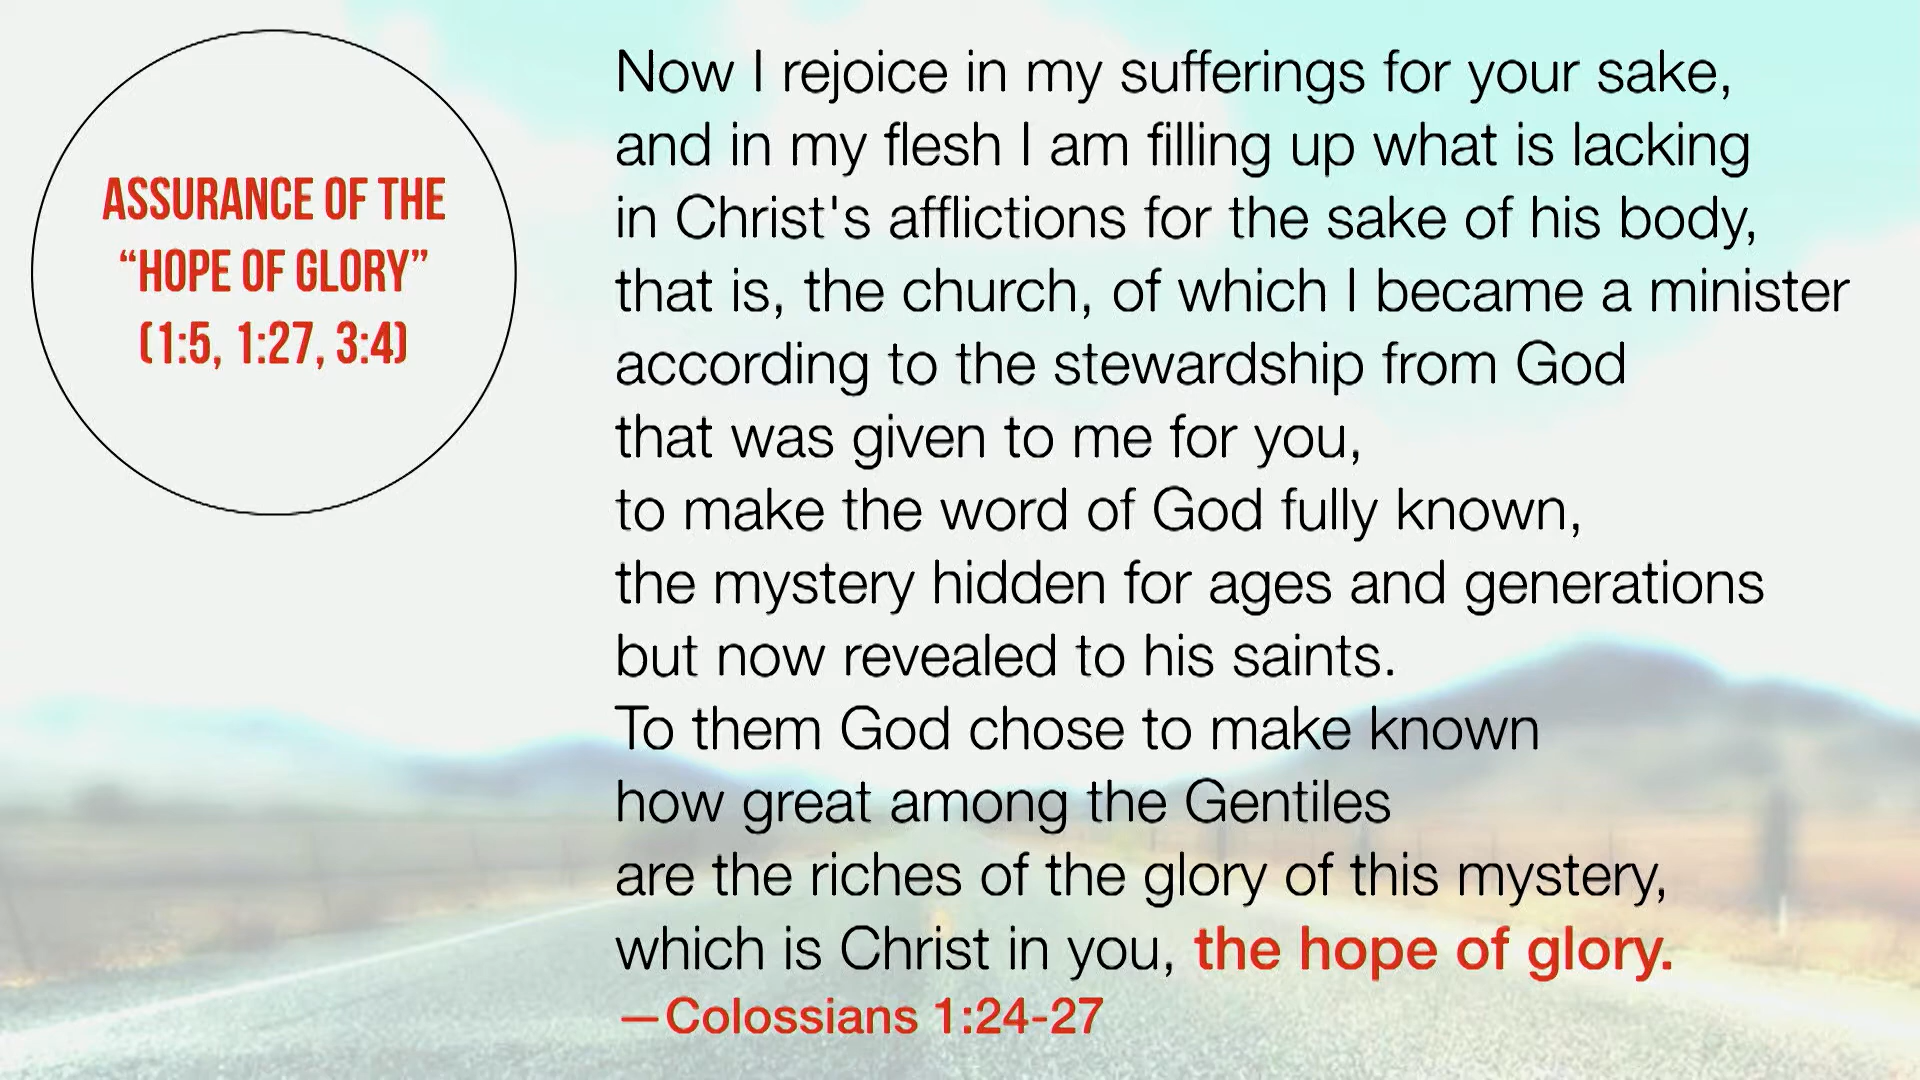 ASSURANCE OF THE
“HOPE OF GLORY”
(1:5, 1:27, 3:4)
Now I rejoice in my sufferings for your sake,
and in my flesh I am filling up what is lacking
in Christ's afflictions for the sake of his body,
that is, the church, of which I became a minister
according to the stewardship from God
that was given to me for you,
to make the word of God fully known,
the mystery hidden for ages and generations
but now revealed to his saints.
To them God chose to make known
how great among the Gentiles
are the riches of the glory of this mystery,
which is Christ in you, the hope of glory.
—Colossians 1:24-27